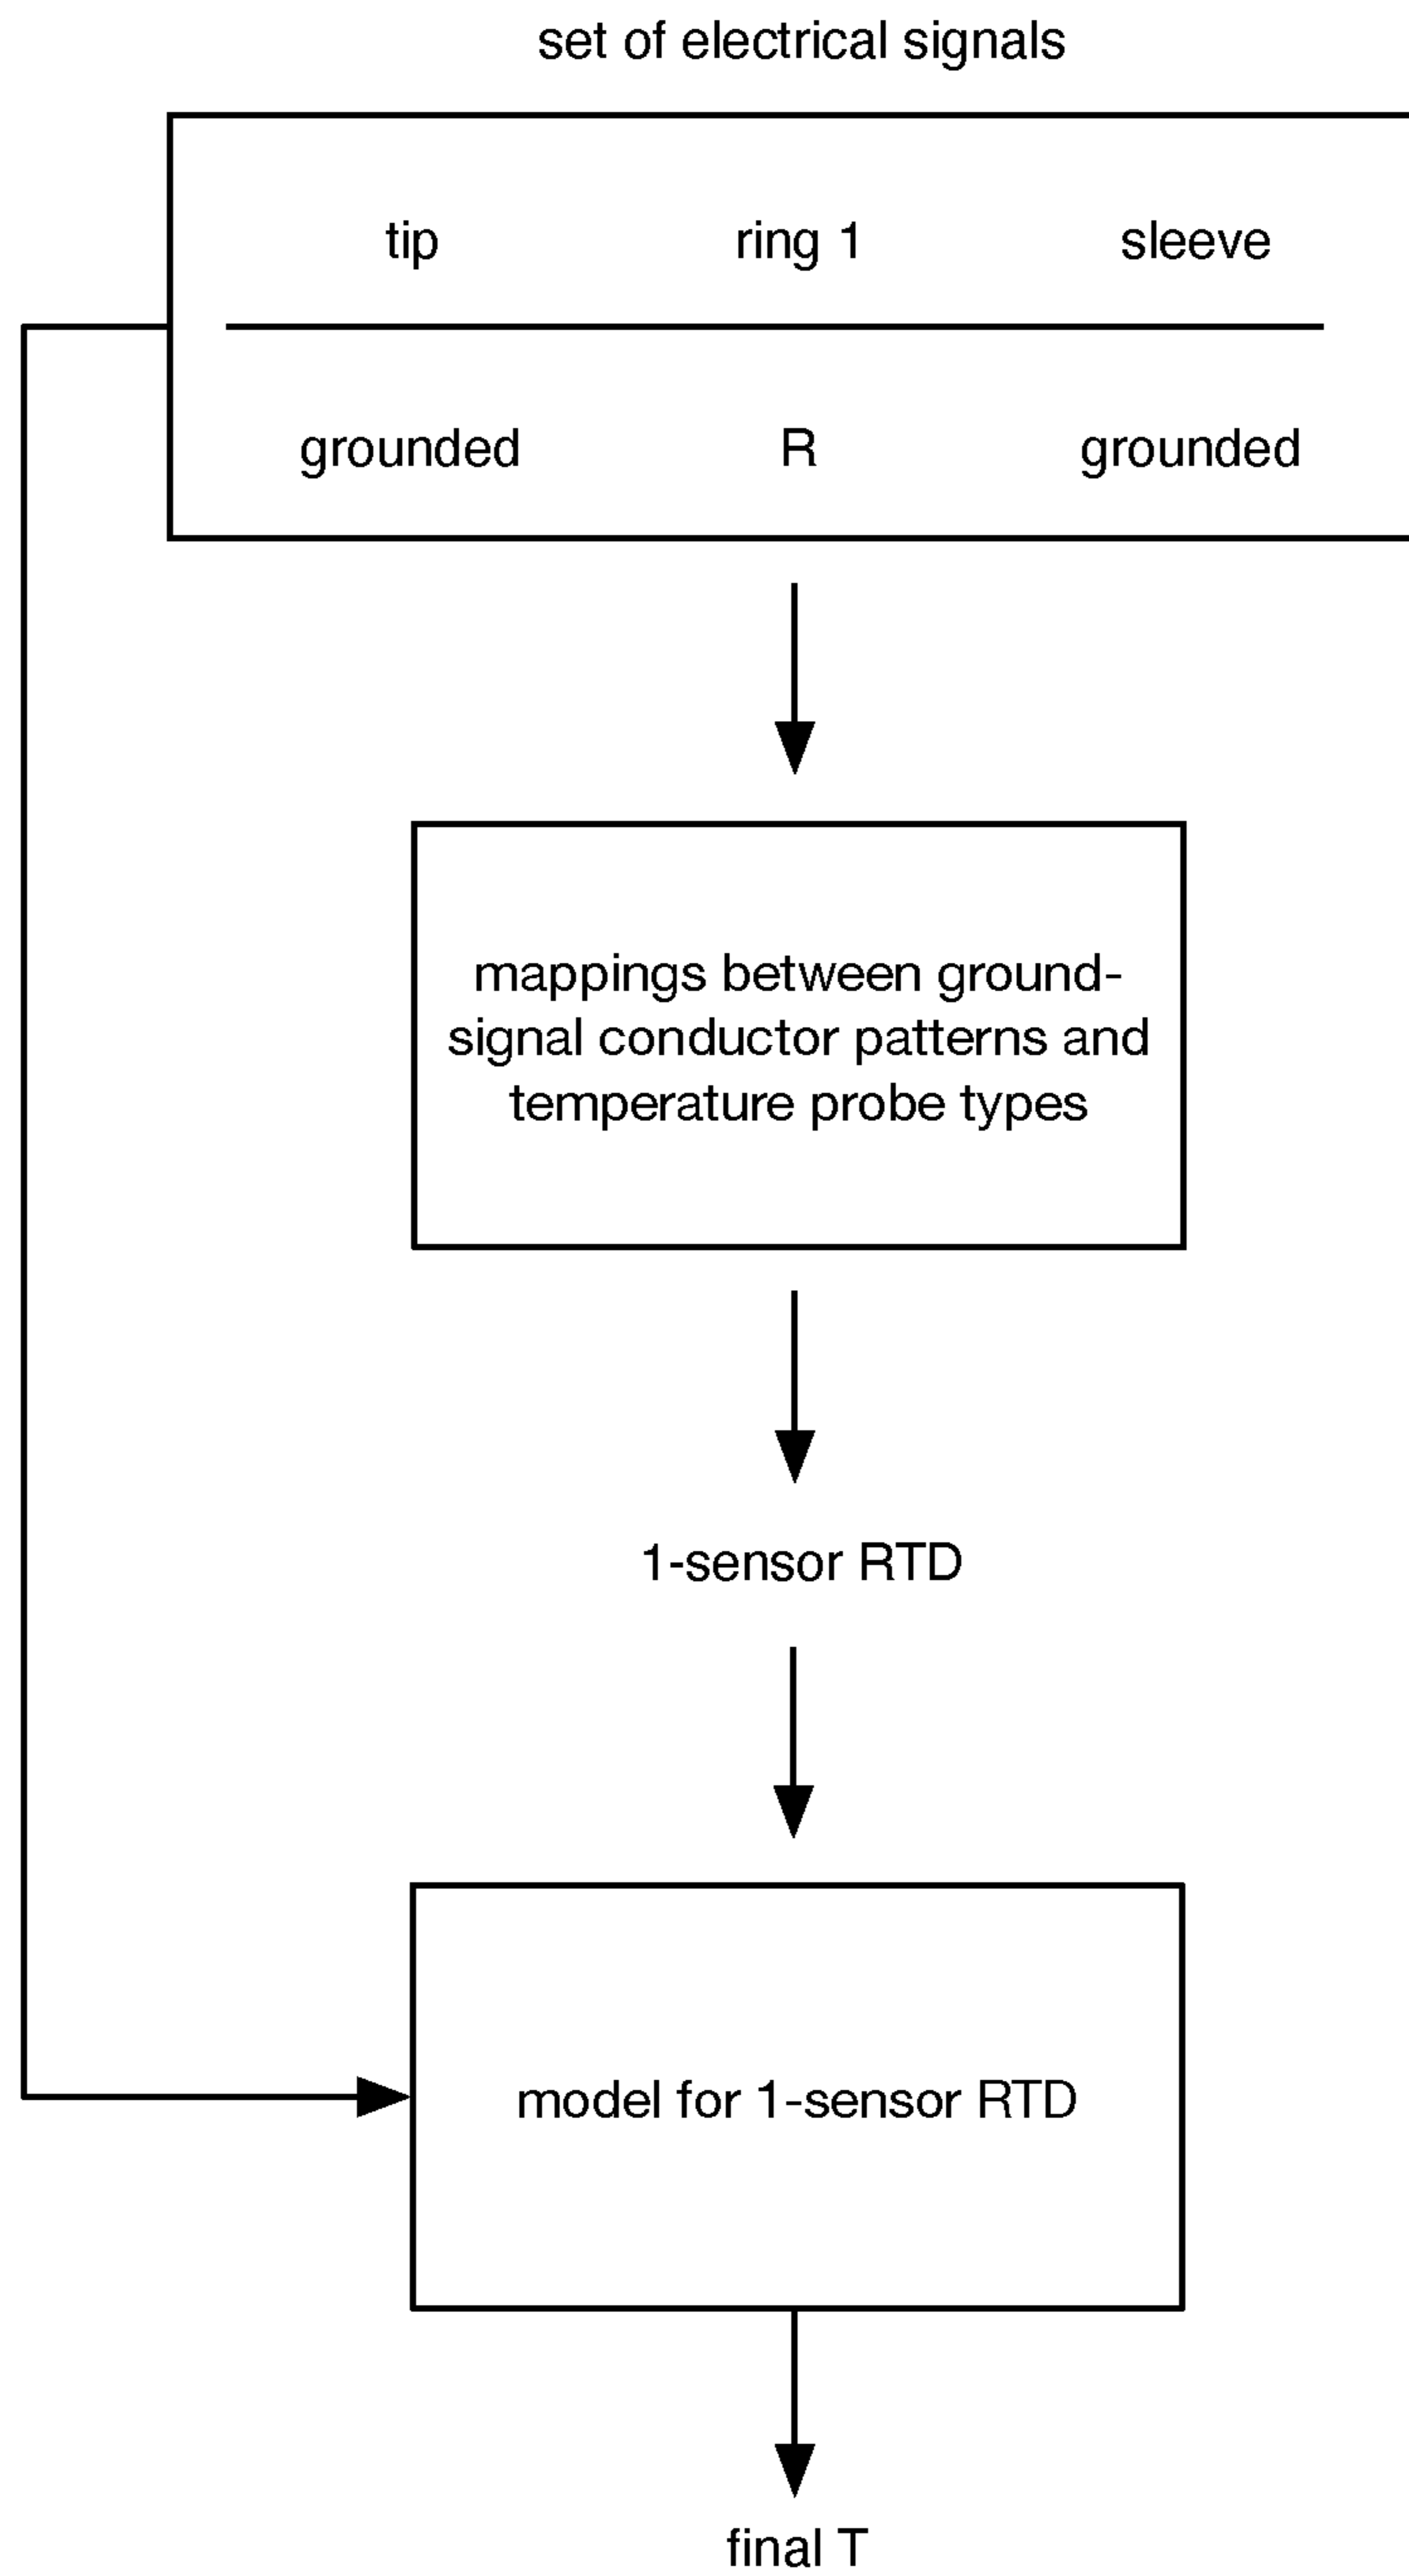 set of electrical signals
tip ring 1 sleeve
grounded R grounded
mappings between ground-
signal conductor patterns and
temperature probe types
1-sensor RTD
model for 1-sensor RTD
final T